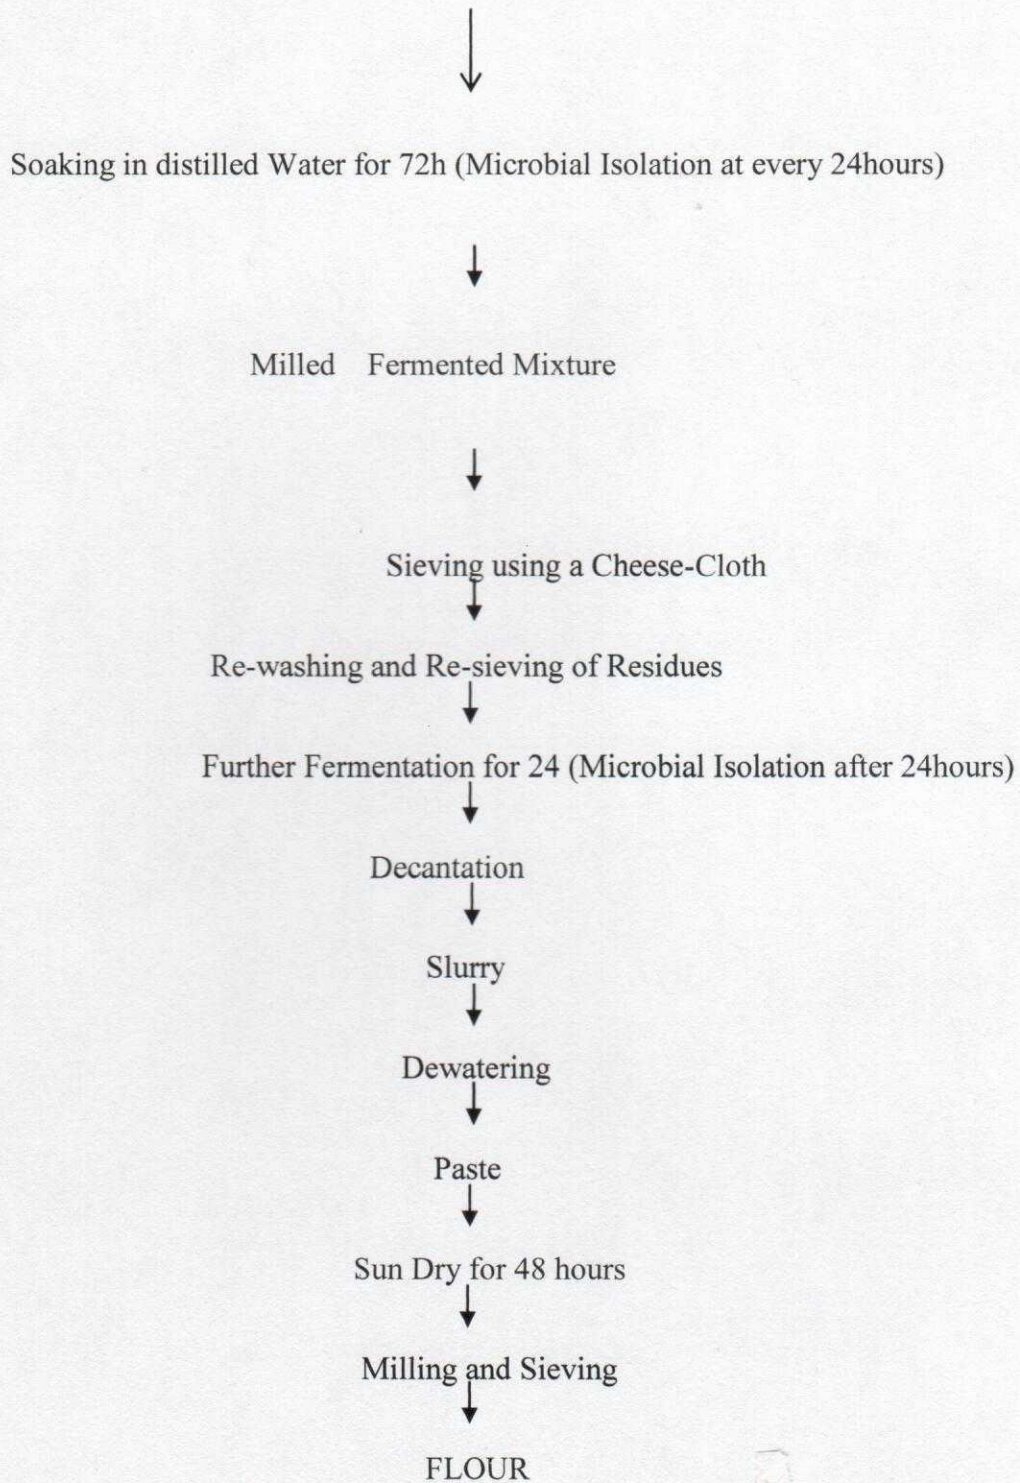 Soaking in distilled Water for 72h (Microbial Isolation at every 24hours)
Milled Fermented Mixture
Sieving using a Cheese-Cloth
Re-washing and Re-sieving of Residues
Further Fermentation for 24 (Microbial Isolation after 24hours)
Decantation
Slurry
Dewatering
Paste
Sun Dry for 48 hours
Milling and Sieving
FLOUR